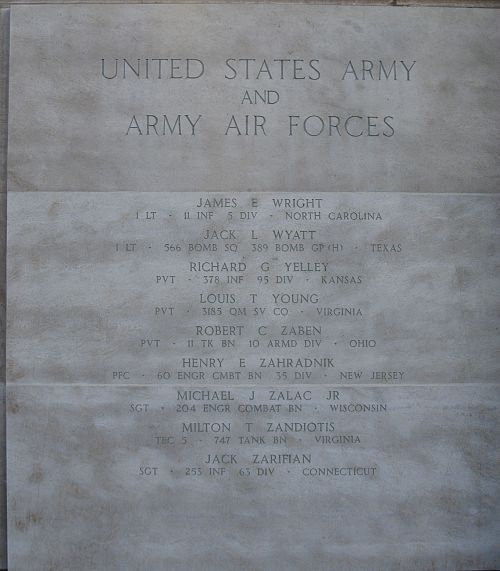 UNITED STATES ARMY
AND
ARMY AIR FORCES
JAMES E WRIGHT
1 LT · 11 INF 5 DIV · NORTH CAROLINA
JACK L WYATT
1 LT · 566 BOMB SQ 389 BOMB GP (H) · TEXAS
RICHARD G YELLEY
PVT · 378 INF 95 DIV · KANSAS
LOUIS T YOUNG
PVT · 3185 QM SV CO · VIRGINIA
ROBERT C ZABEN
PVT · 11 TK BN 10 ARMD DIV · OHIO
HENRY E ZAHRADNIK
PFC · 60 ENGR CMBT BN 35 DIV · NEW JERSEY
MICHAEL J ZALAC JR
SGT · 204 ENGR COMBAT BN · WISCONSIN
MILTON T ZANDIOTIS
TEC 5 · 747 TANK BN · VIRGINIA
JACK ZARIFIAN
SGT · 253 INF 63 DIV · CONNECTICUT